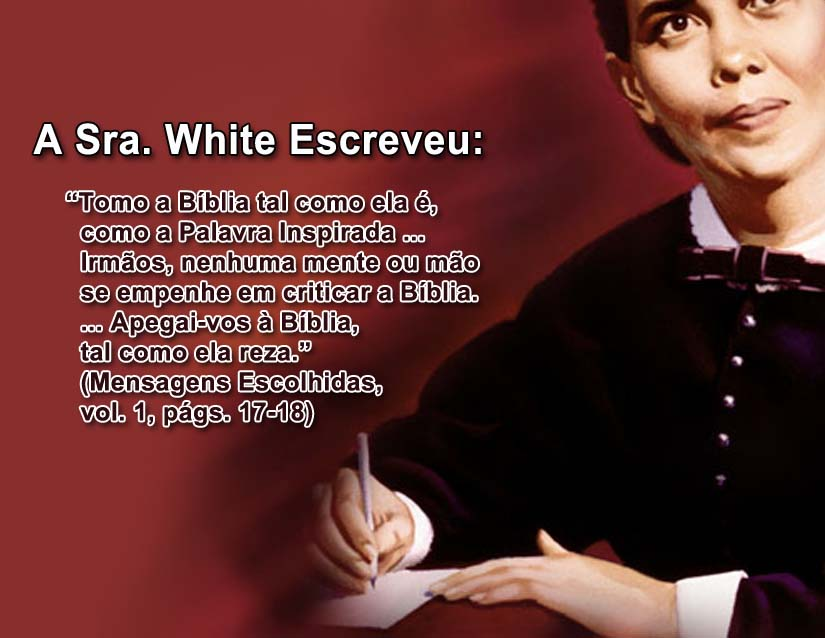 A Sra. White Escreveu:
“Tomo a Bíblia tal como ela é,
como a Palavra Inspirada ...
Irmãos, nenhuma mente ou mão
se empenhe em criticar a Bíblia.
... Apegai-vos à Bíblia,
tal como ela reza.”
(Mensagens Escolhidas,
vol. 1, págs. 17-18)